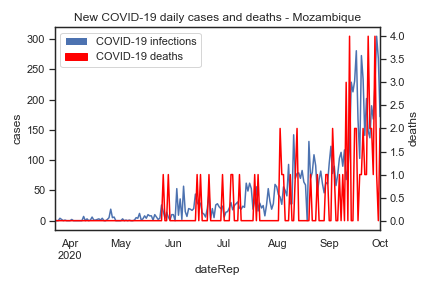 New COVID-19 daily cases and deaths - Mozambique
COVID-19 infections
COVID-19 deaths
300
250
200
150
100
50
0
cases
4.0
3.5
3.0
2.5
2.0
1.5
1.0
0.5
0.0
deaths
Apr May Jun Jul Aug Sep Oct
2020
dateRep